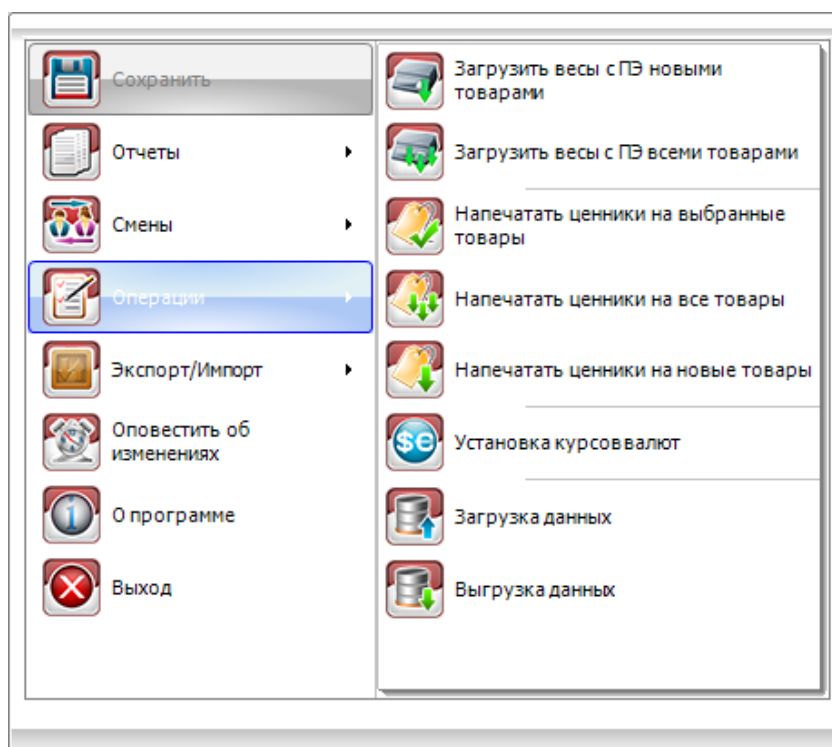 Сохранить
Отчеты
Смены
Операции
Экспорт/Импорт
Оповестить об
изменениях
О программе
Выход
Загрузить весы с ПЭ новыми
товарами
Загрузить весы с ПЭ всеми товарами
Напечатать ценники на выбранные
товары
Напечатать ценники на все товары
Напечатать ценники на новые товары
Установка курсов валют
Загрузка данных
Выгрузка данных